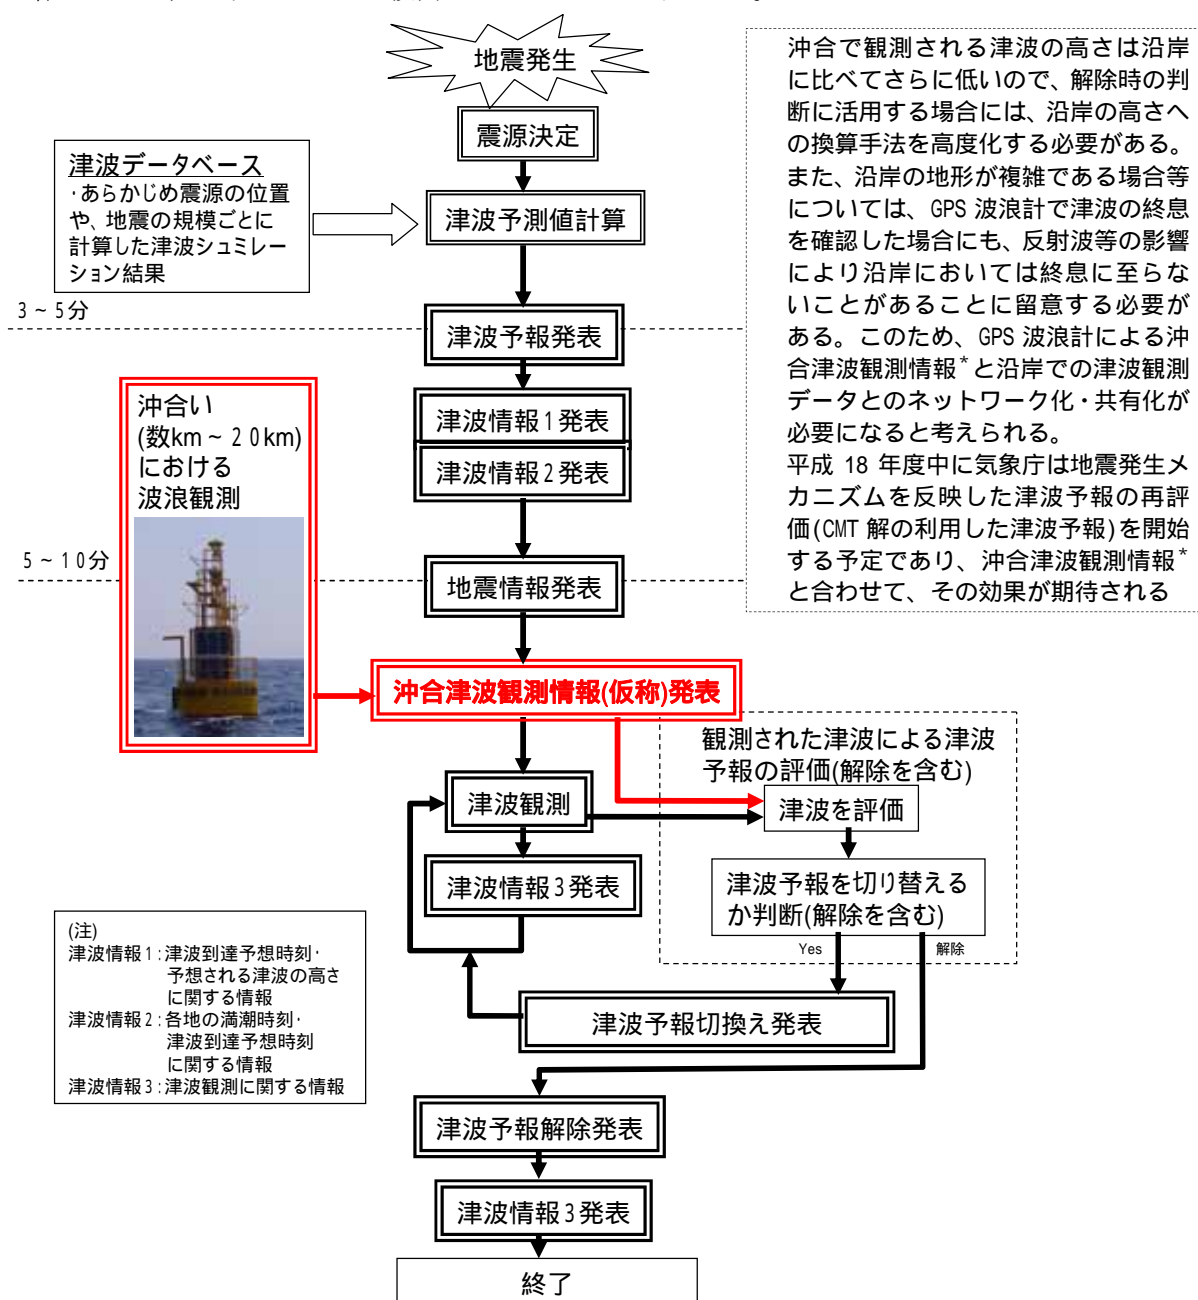 地震発生
震源決定
津波データベース
・あらかじめ震源の位置
や、地震の規模ごとに
計算した津波シュミレー
ション結果
津波予測値計算
3～5分
津波予報発表
津波情報1発表
津波情報2発表
沖合い
(数km～20km)
における
波浪観測
5～10分
地震情報発表
沖合津波観測情報(仮称)発表
沖合で観測される津波の高さは沿岸
に比べてさらに低いので、解除時の判
断に活用する場合には、沿岸の高さへ
の換算手法を高度化する必要がある。
また、沿岸の地形が複雑である場合等
については、GPS 波浪計で津波の終息
を確認した場合にも、反射波等の影響
により沿岸においては終息に至らな
いことがあることに留意する必要が
ある。このため、GPS 波浪計による沖
合津波観測情報*と沿岸での津波観測
データとのネットワーク化・共有化が
必要になると考えられる。
平成 18 年度中に気象庁は地震発生メ
カニズムを反映した津波予報の再評
価(CMT 解の利用した津波予報)を開始
する予定であり、沖合津波観測情報*
と合わせて、その効果が期待される
観測された津波による津波
予報の評価(解除を含む)
津波観測
津波を評価
津波情報3発表
津波予報を切り替える
か判断(解除を含む)
Yes
解除
(注)
津波情報1:津波到達予想時刻・
予想される津波の高さ
に関する情報
津波情報2:各地の満潮時刻・
津波到達予想時刻
に関する情報
津波情報3:津波観測に関する情報
津波予報切換え発表
津波予報解除発表
津波情報3発表
終了